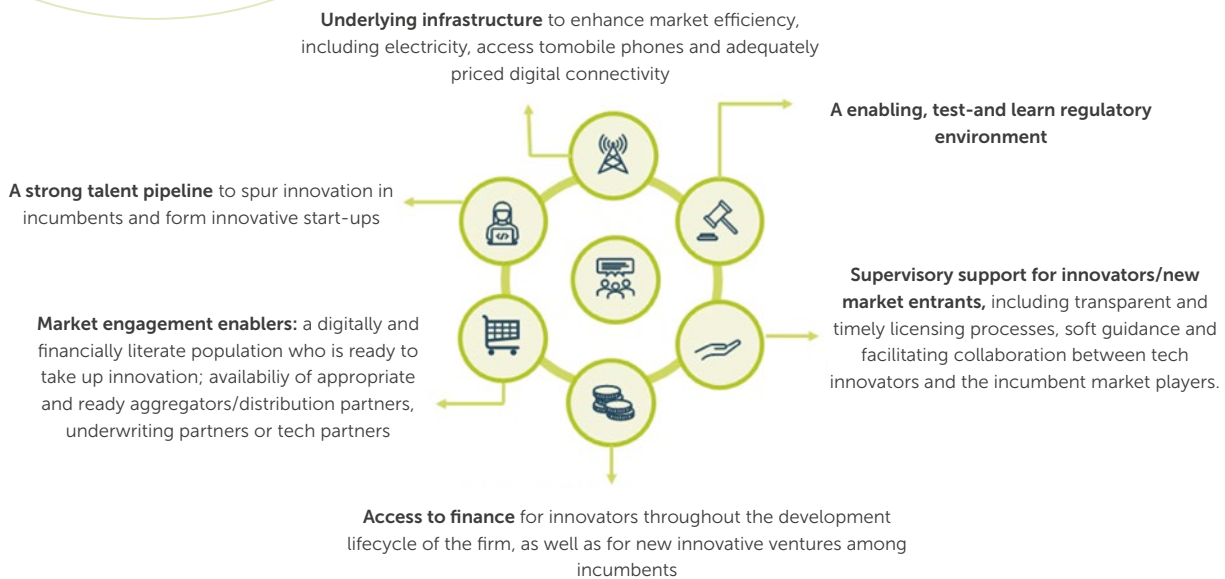 Underlying infrastructure to enhance market efficiency,
including electricity, access tomobile phones and adequately
priced digital connectivity
A enabling, test-and learn regulatory
environment
A strong talent pipeline to spur innovation in
incumbents and form innovative start-ups
Supervisory support for innovators/new
market entrants, including transparent and
timely licensing processes, soft guidance and
facilitating collaboration between tech
innovators and the incumbent market players.
Market engagement enablers: a digitally and
financially literate population who is ready to
take up innovation; availabiliy of appropriate
and ready aggregators/distribution partners,
underwriting partners or tech partners
Access to finance for innovators throughout the development
lifecycle of the firm, as well as for new innovative ventures among
incumbents